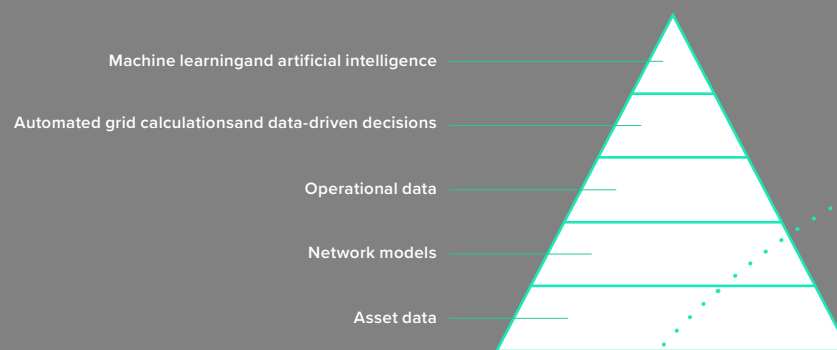 Machine learningand artificial intelligence
Automated grid calculationsand data-driven decisions
Operational data
Network models
Asset data